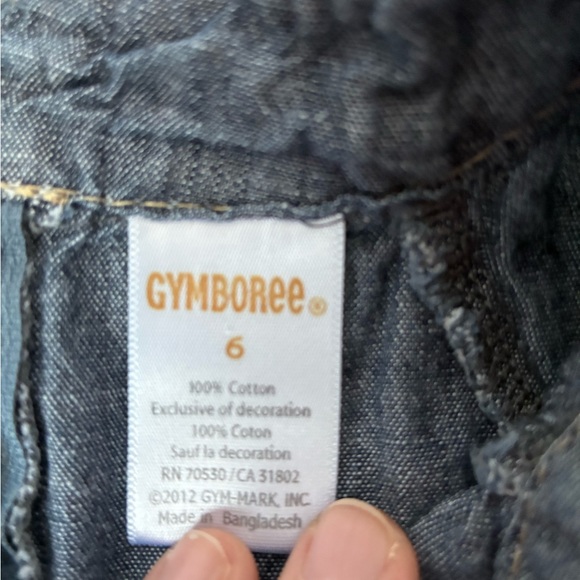 GYMBOREE®
6
100% Cotton
Exclusive of decoration
100% Coton
Sauf la decoration
RN 70530 / CA 31802
©2012 GYM-MARK, INC.
Made in Bangladesh